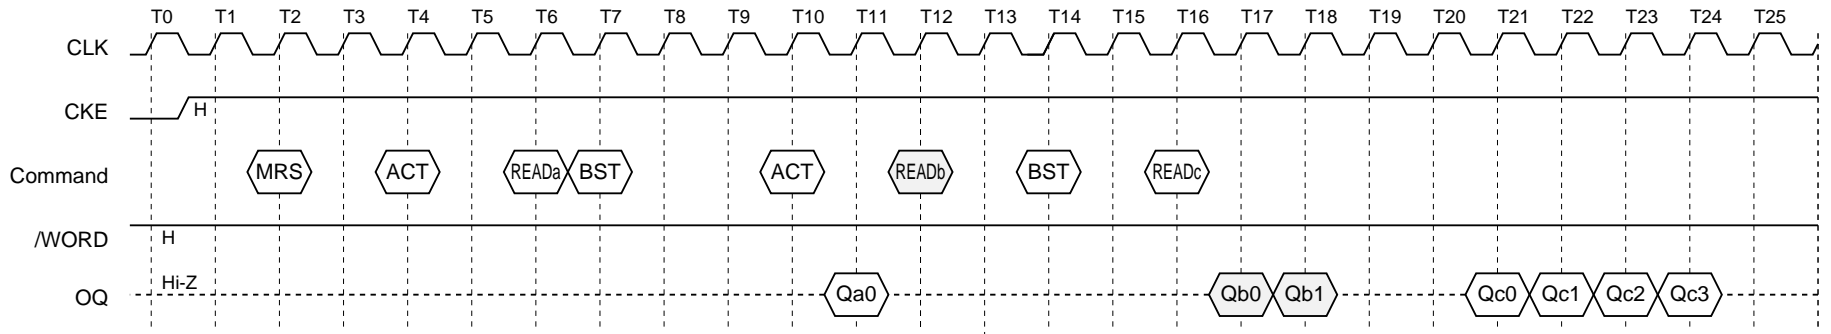 T0 T1 T2 T3 T4 T5 T6 T7 T8 T9 T10 T11 T12 T13 T14 T15 T16 T17 T18 T19 T20 T21 T22 T23 T24 T25
CLK
CKE H
Command MRS ACT READa BST ACT READb BST READc
/WORD H
OQ Hi-Z Qa0 Qb0 Qb1 Qc0 Qc1 Qc2 Qc3